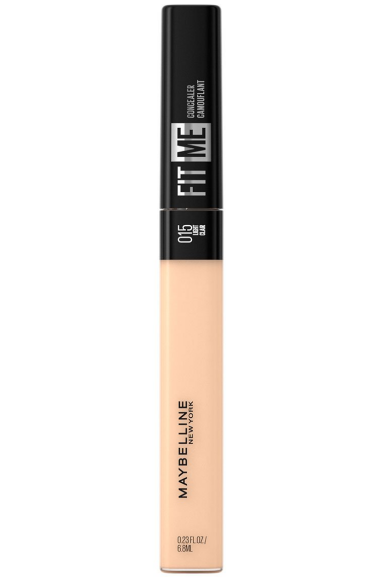 FIT ME
CONCEALER
CAMOUFLANT
015
LIGHT
CLAIR
MAYBELLINE
NEW YORK
0.23 FL.OZ./
6.8ML